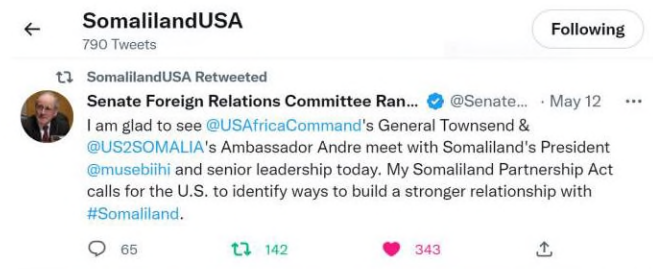 SomalilandUSA
790 Tweets
Following
SomalilandUSA Retweeted
Senate Foreign Relations Committee Ran... @Senate... · May 12
I am glad to see @USAfricaCommand's General Townsend &
@US2SOMALIA's Ambassador Andre meet with Somaliland's President
@musebiihi and senior leadership today. My Somaliland Partnership Act
calls for the U.S. to identify ways to build a stronger relationship with
#Somaliland.
65 142 343